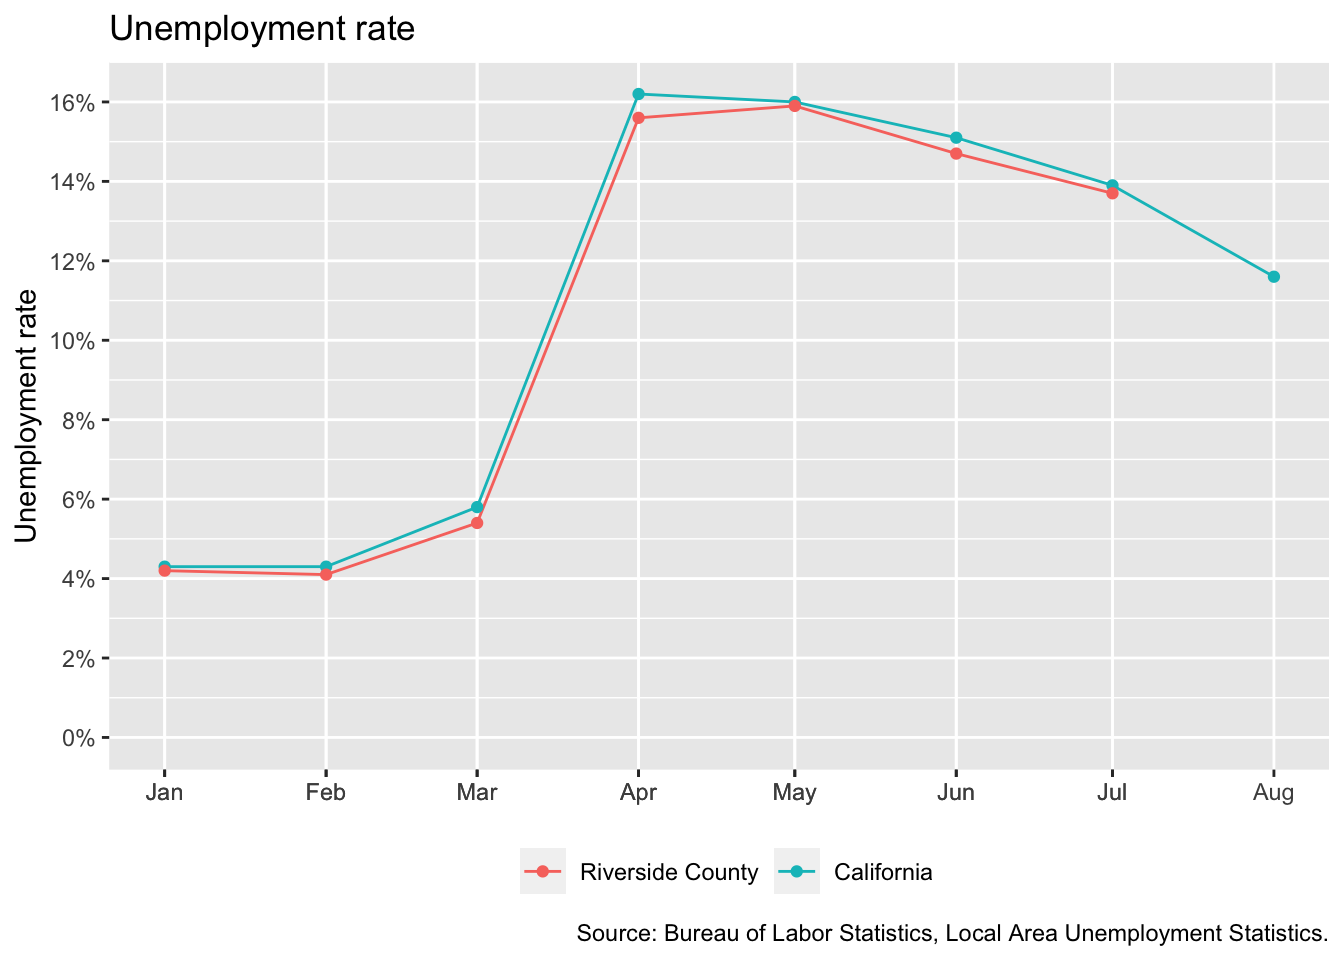 Unemployment rate
Unemployment rate
16%
14%
12%
10%
8%
6%
4%
2%
0%
Jan Feb Mar Apr May Jun Jul Aug
Riverside County California
Source: Bureau of Labor Statistics, Local Area Unemployment Statistics.